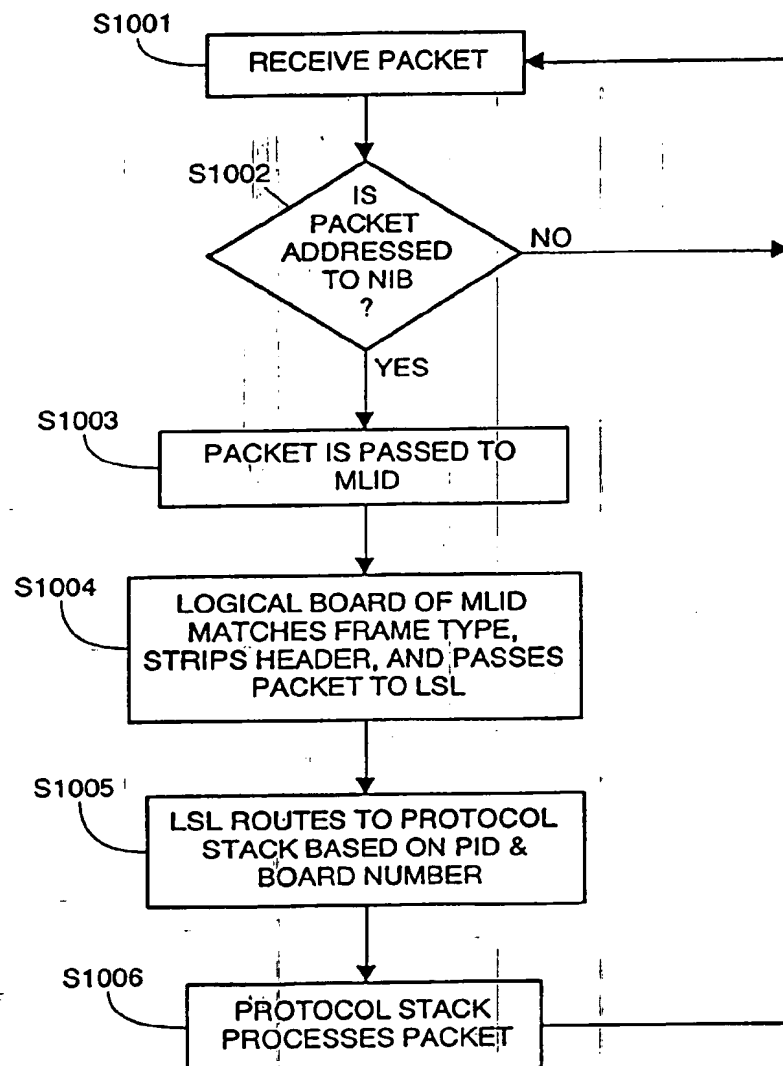 S1001
RECEIVE PACKET
S1002
IS
PACKET
ADDRESSED
TO NIB
?
NO
YES
S1003
PACKET IS PASSED TO
MLID
S1004
LOGICAL BOARD OF MLID
MATCHES FRAME TYPE,
STRIPS HEADER, AND PASSES
PACKET TO LSL
S1005
LSL ROUTES TO PROTOCOL
STACK BASED ON PID &
BOARD NUMBER
S1006
PROTOCOL STACK
PROCESSES PACKET